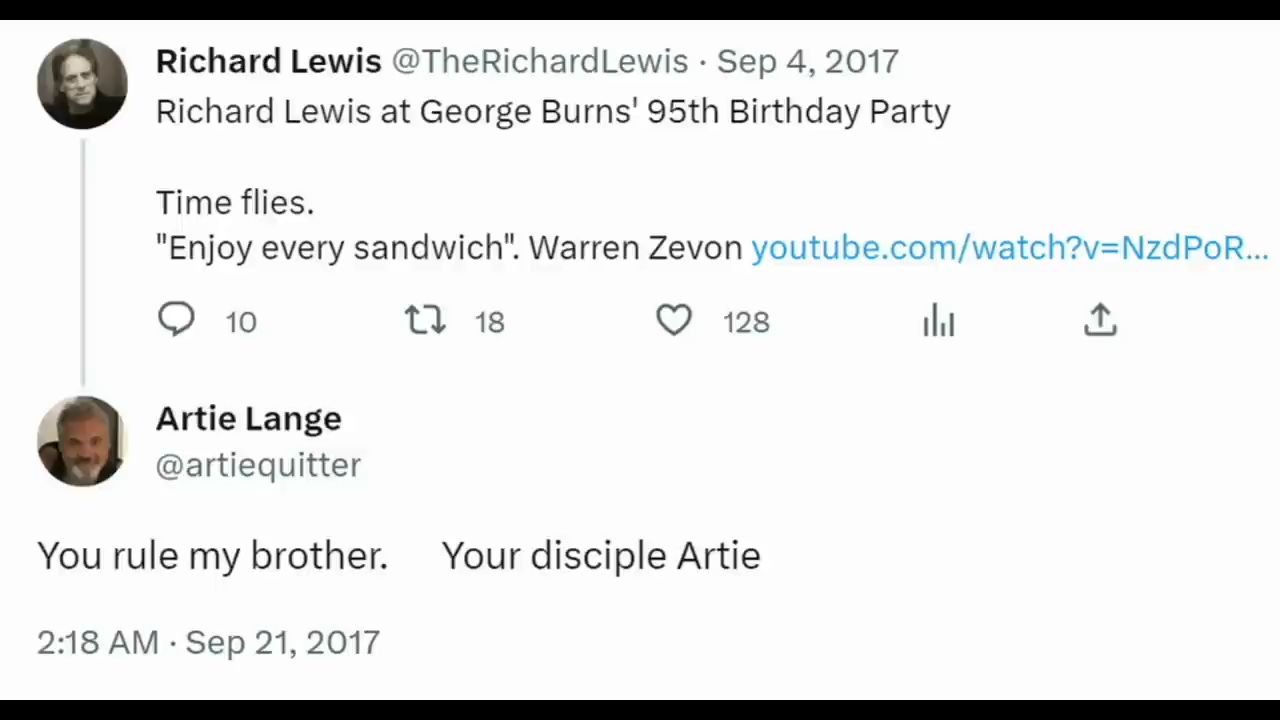 Richard Lewis @TheRichardLewis · Sep 4, 2017
Richard Lewis at George Burns' 95th Birthday Party
Time flies.
"Enjoy every sandwich". Warren Zevon youtube.com/watch?v=NzdPoR...
10 18 128
Artie Lange
@artiequitter
You rule my brother. Your disciple Artie
2:18 AM · Sep 21, 2017